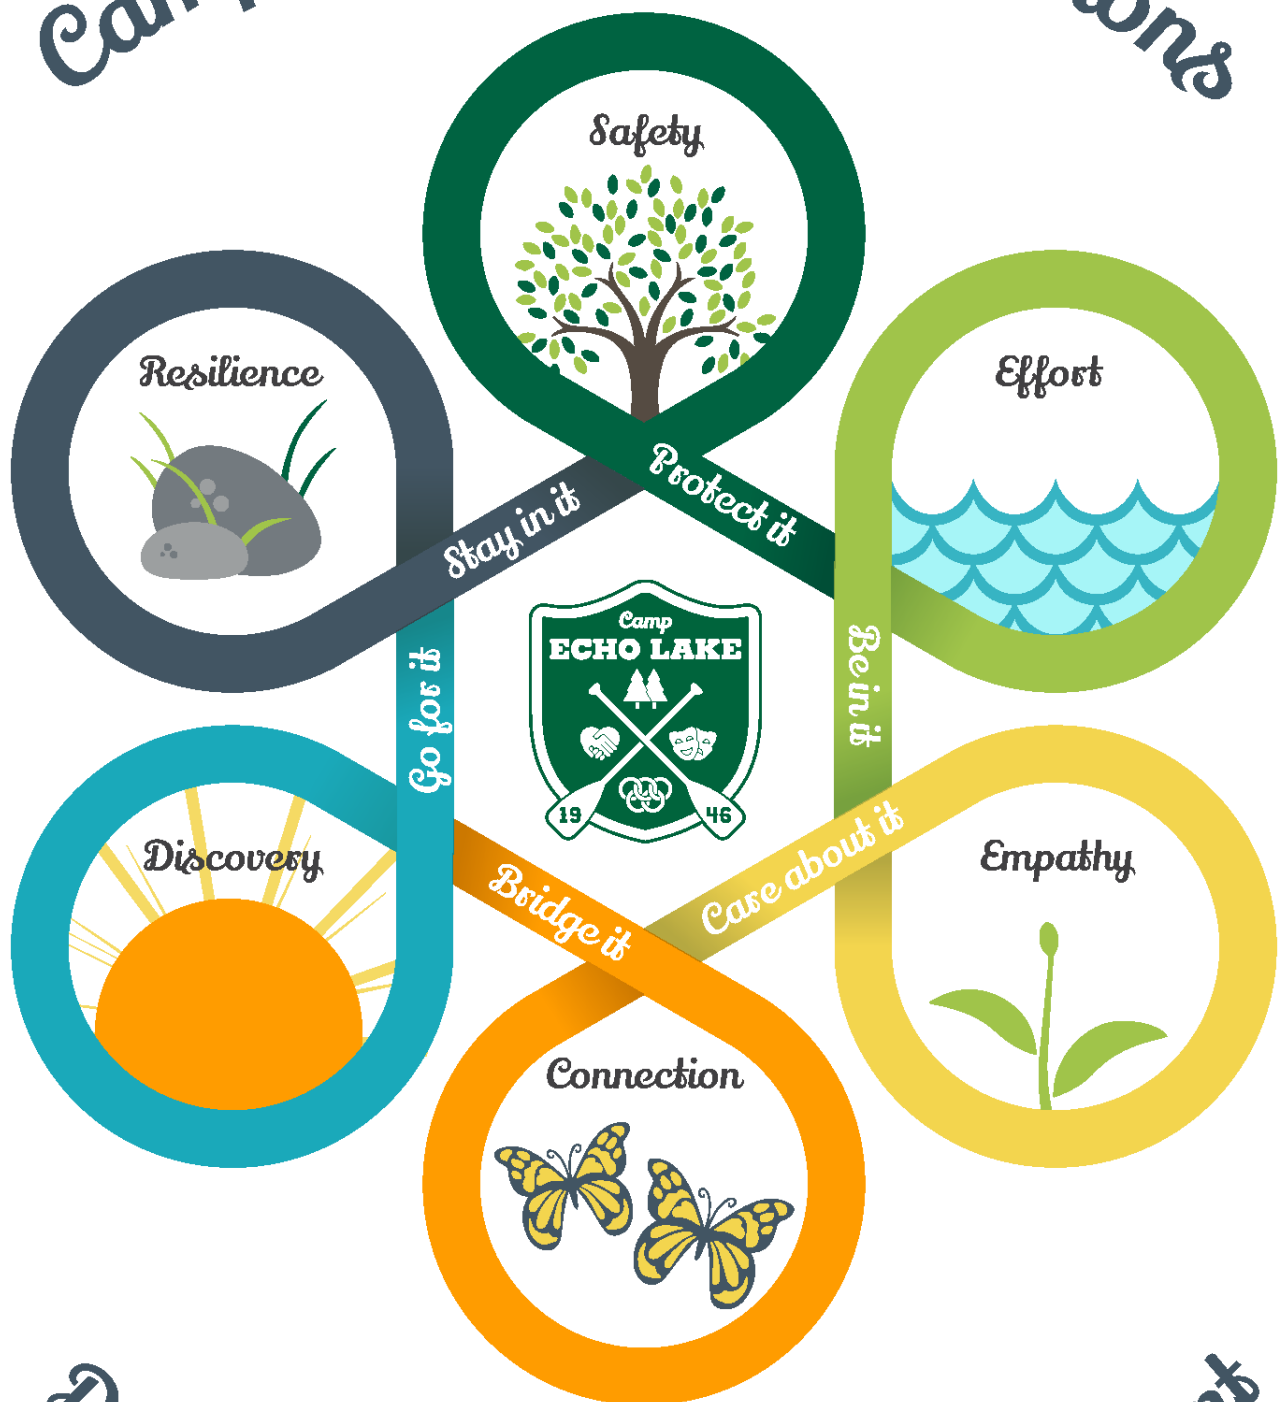 Safety
Resilience
Effort
Protect it
Stay in it
Camp
ECHO LAKE
19 46
Go for it
Be in it
Care about it
Bridge it
Discovery
Empathy
Connection